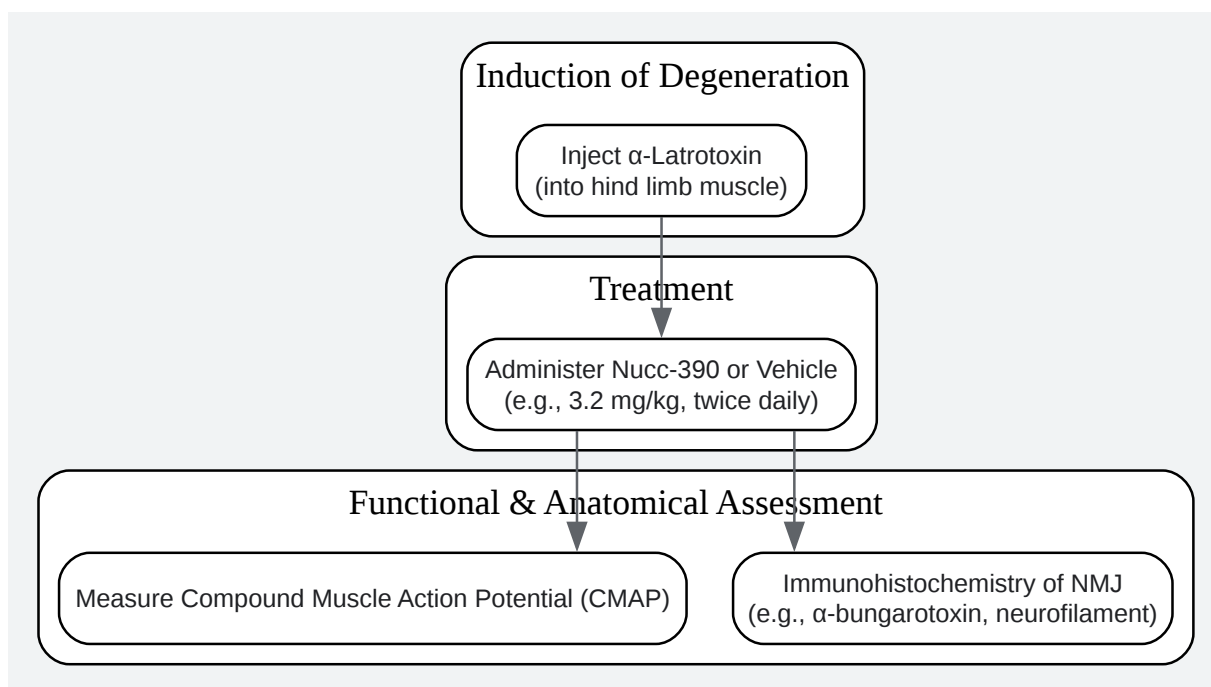 Induction of Degeneration
Inject α-Latrotoxin
(into hind limb muscle)
Treatment
Administer Nucc-390 or Vehicle
(e.g., 3.2 mg/kg, twice daily)
Functional & Anatomical Assessment
Measure Compound Muscle Action Potential (CMAP)
Immunohistochemistry of NMJ
(e.g., α-bungarotoxin, neurofilament)